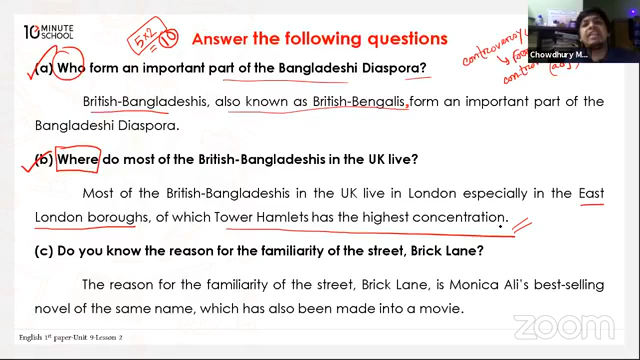 10 MINUTE
SCHOOL
5×2
=10
Answer the following questions
controversy
Chowdhury M...
(a) Who form an important part of the Bangladeshi Diaspora?
British-Bangladeshis, also known as British-Bengalis, form an important part of the
Bangladeshi Diaspora.
(b) Where do most of the British-Bangladeshis in the UK live?
Most of the British-Bangladeshis in the UK live in London especially in the East
London boroughs, of which Tower Hamlets has the highest concentration.
(c) Do you know the reason for the familiarity of the street, Brick Lane?
The reason for the familiarity of the street, Brick Lane, is Monica Ali's best-selling
novel of the same name, which has also been made into a movie.
English 1st paper-Unit 9-Lesson 2
zoom